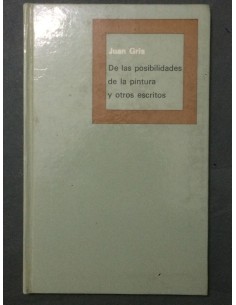 Juan Gris
De las posibilidades
de la pintura
y otros escritos